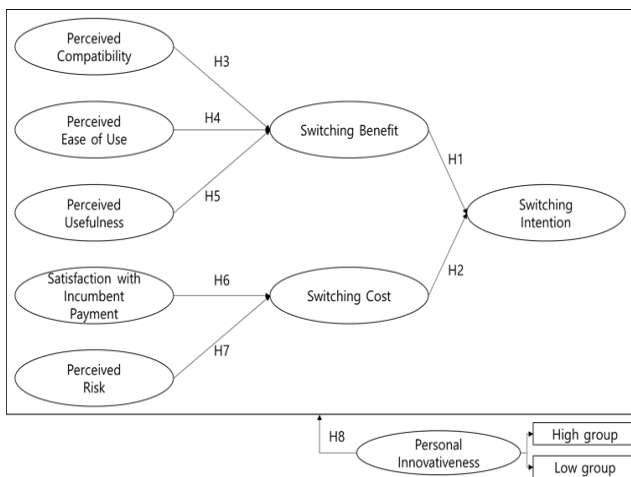 Perceived
Compatibility
H3
Perceived
Ease of Use
H4
Switching Benefit
H1
Perceived
Usefulness
H5
Switching
Intention
Satisfaction with
Incumbent
Payment
H6
Switching Cost
H2
Perceived
Risk
H7
H8
Personal
Innovativeness
High group
Low group